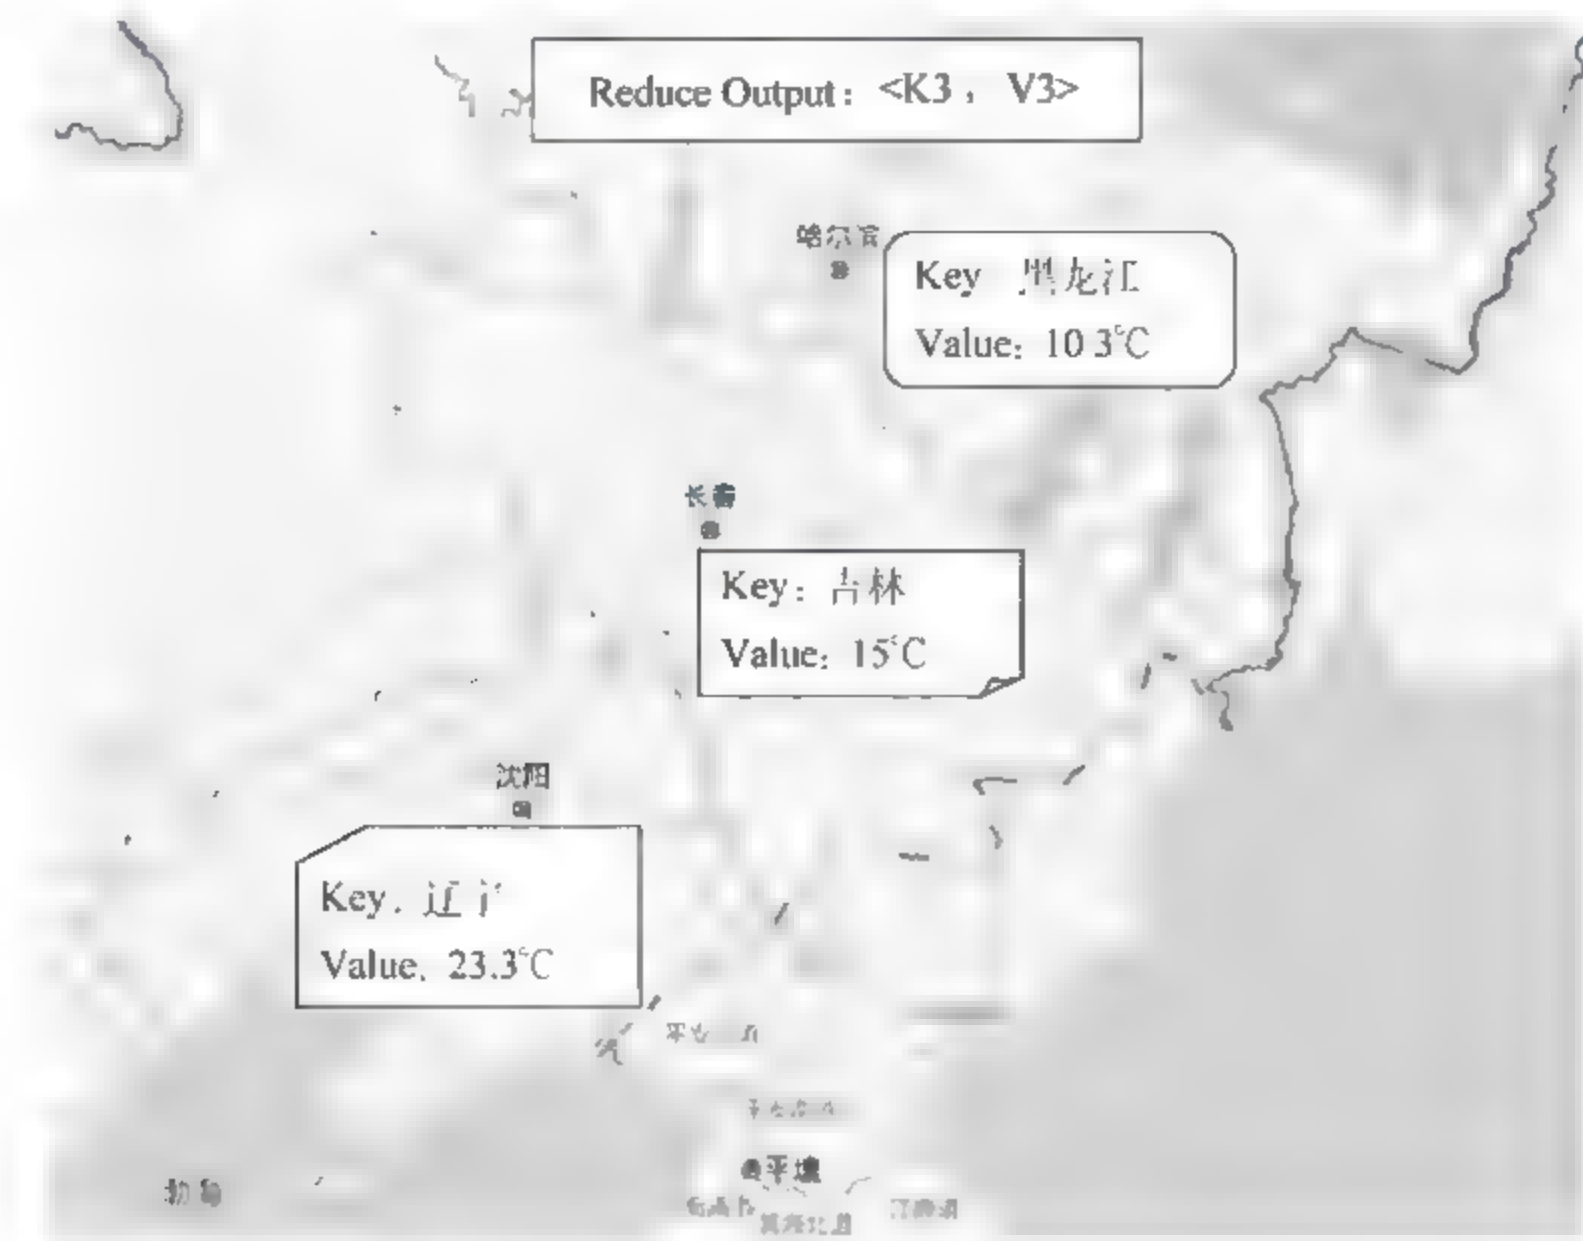 Reduce Output: <K3, V3>
哈尔滨
Key 黑龙江
Value: 10 3℃
长春
Key: 吉林
Value: 15℃
沈阳
Key. 辽
Value. 23.3℃
平壤